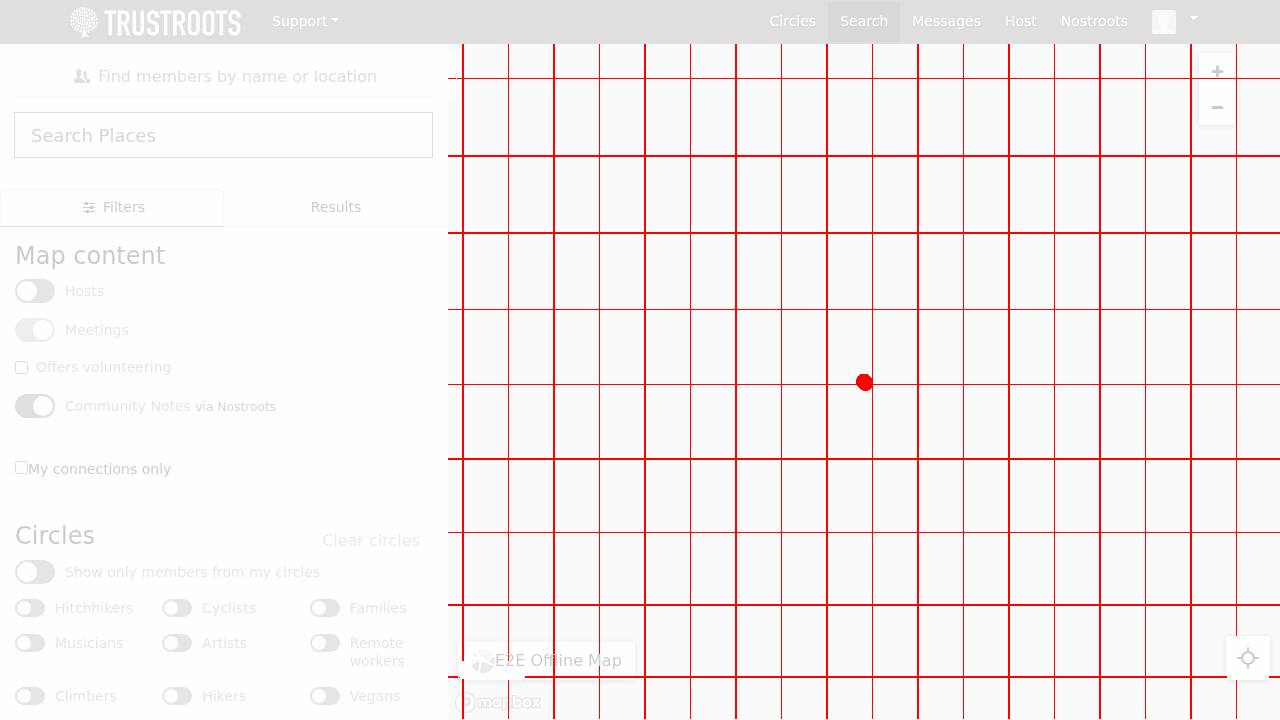 TRUSTROOTS Support Circles Search Messages Host Nostroots
Find members by name or location
Search Places
Filters Results
Map content
Hosts
Meetings
Offers volunteering
Community Notes via Nostroots
My connections only
Circles Clear circles
Show only members from my circles
Hitchhikers Cyclists Families
Musicians Artists Remote workers
Climbers Hikers Vegans
+
−
E2E Offline Map
mapbox